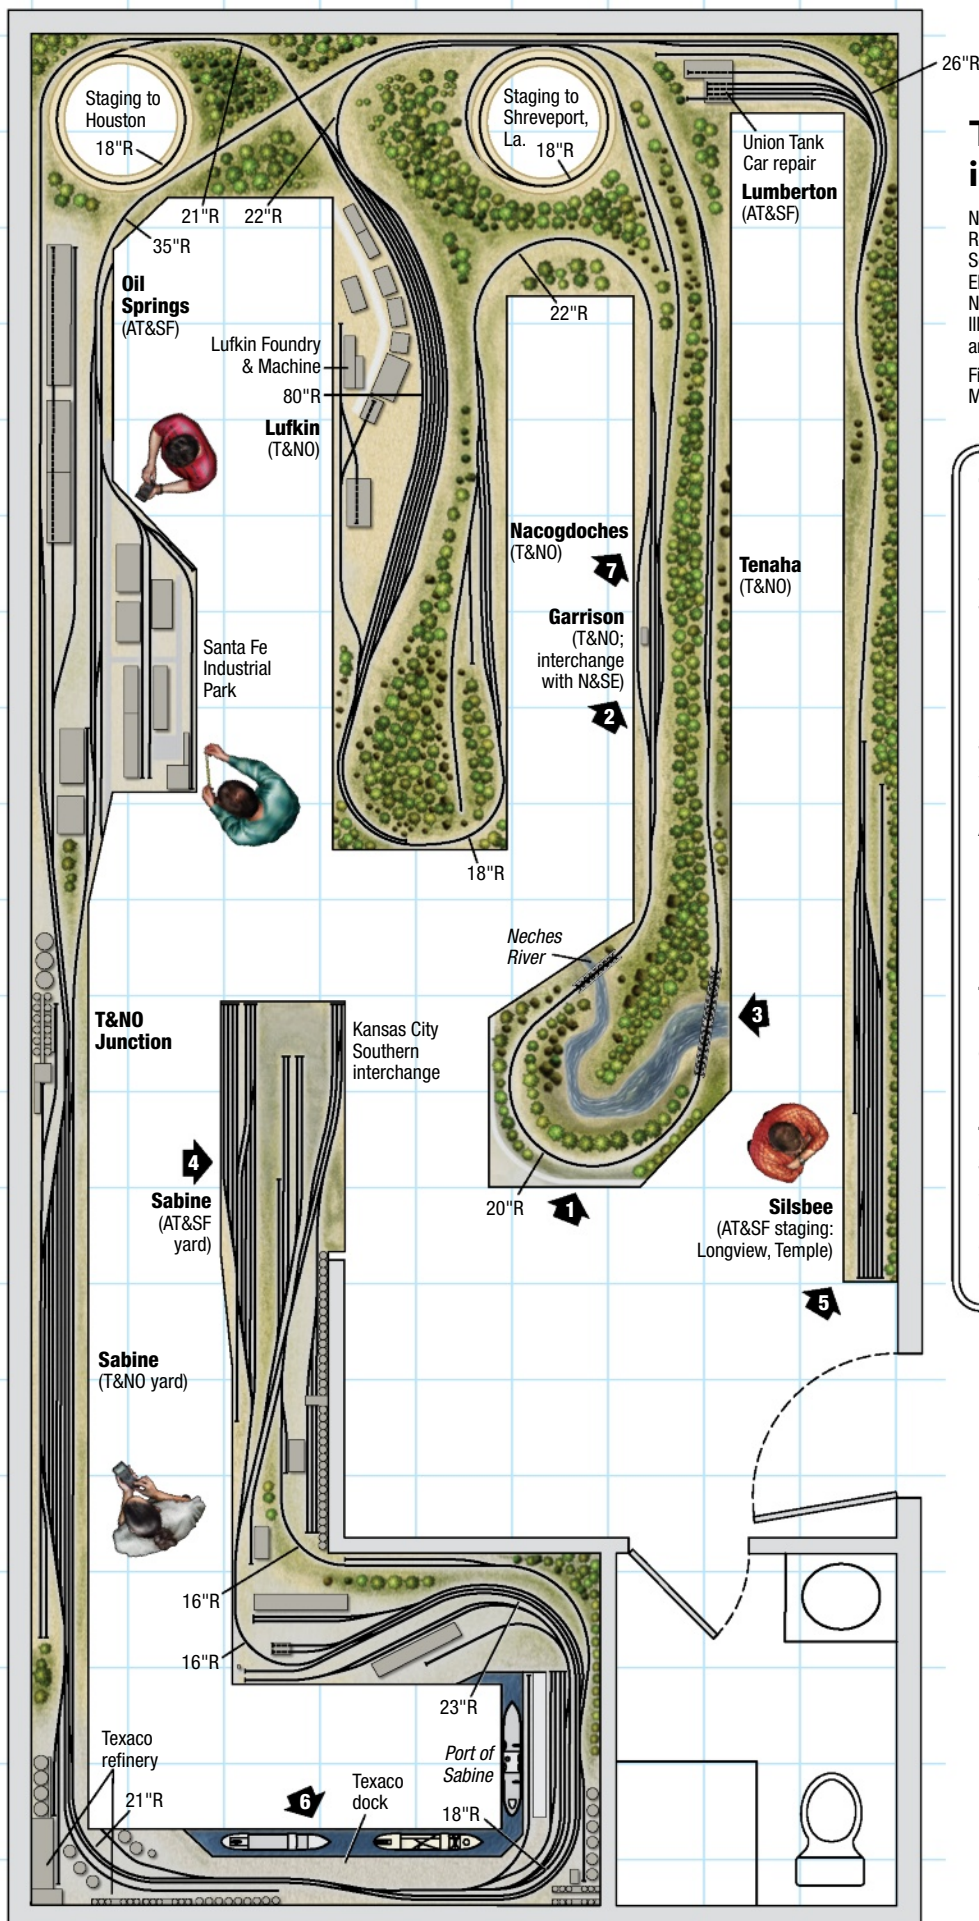 Staging to
Houston
18"R
Staging to
Shreveport,
La.
18"R
26"R
Union Tank
Car repair
Lumberton
(AT&SF)
21"R
22"R
35"R
Oil
Springs
(AT&SF)
22"R
Lufkin Foundry
& Machine
80"R
Lufkin
(T&NO)
Nacogdoches
(T&NO)
7
Tenaha
(T&NO)
Garrison
(T&NO;
interchange
with N&SE)
2
Santa Fe
Industrial
Park
18"R
Neches
River
3
T&NO
Junction
Kansas City
Southern
interchange
4
Sabine
(AT&SF
yard)
20"R
1
Silsbee
(AT&SF staging:
Longview, Temple)
5
Sabine
(T&NO yard)
16"R
16"R
23"R
Texaco
refinery
Port of
Sabine
21"R
6
Texaco
dock
18"R